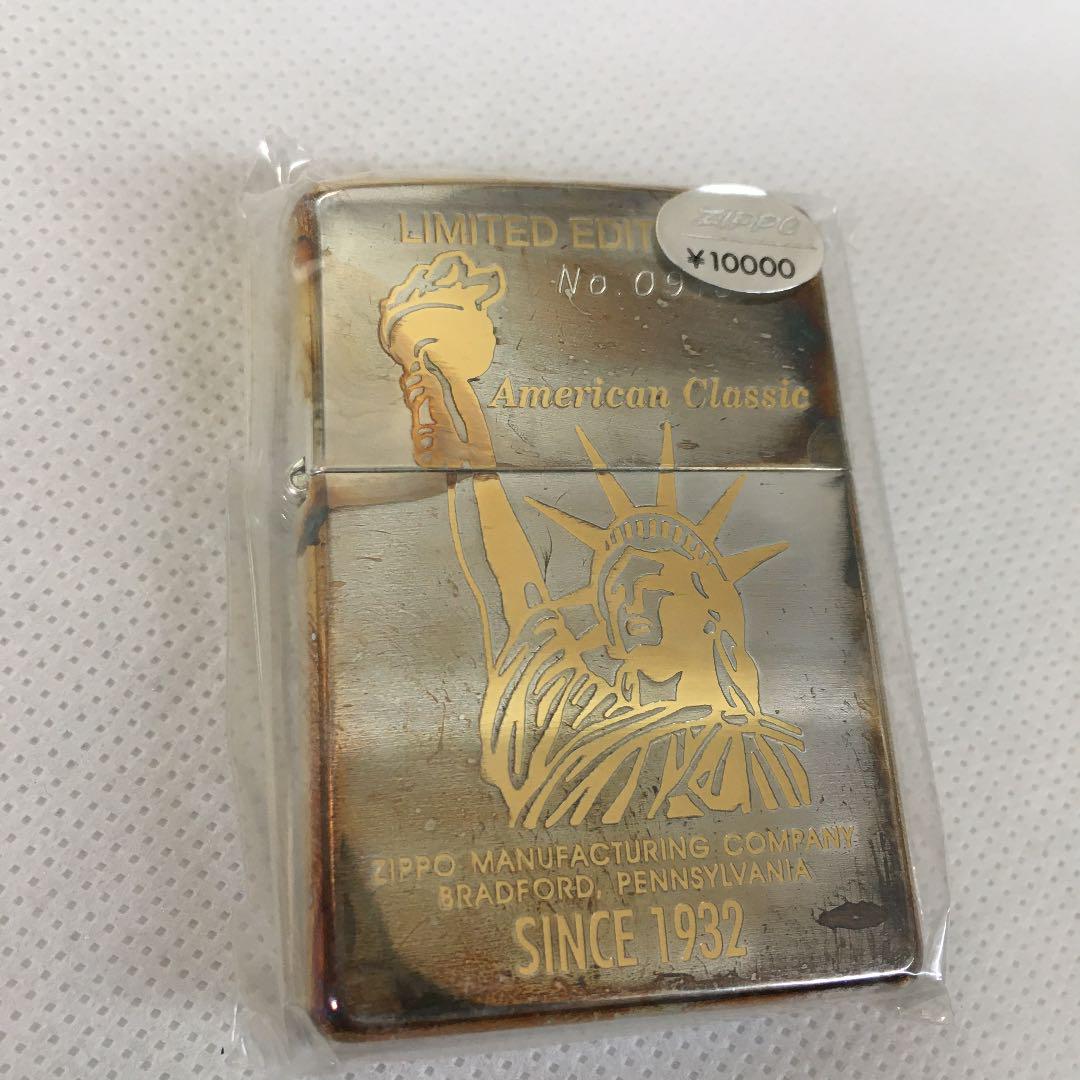 LIMITED EDIT
zippo
¥10000
No.09
American Classic
ZIPPO MANUFACTURING COMPANY
BRADFORD, PENNSYLVANIA
SINCE 1932